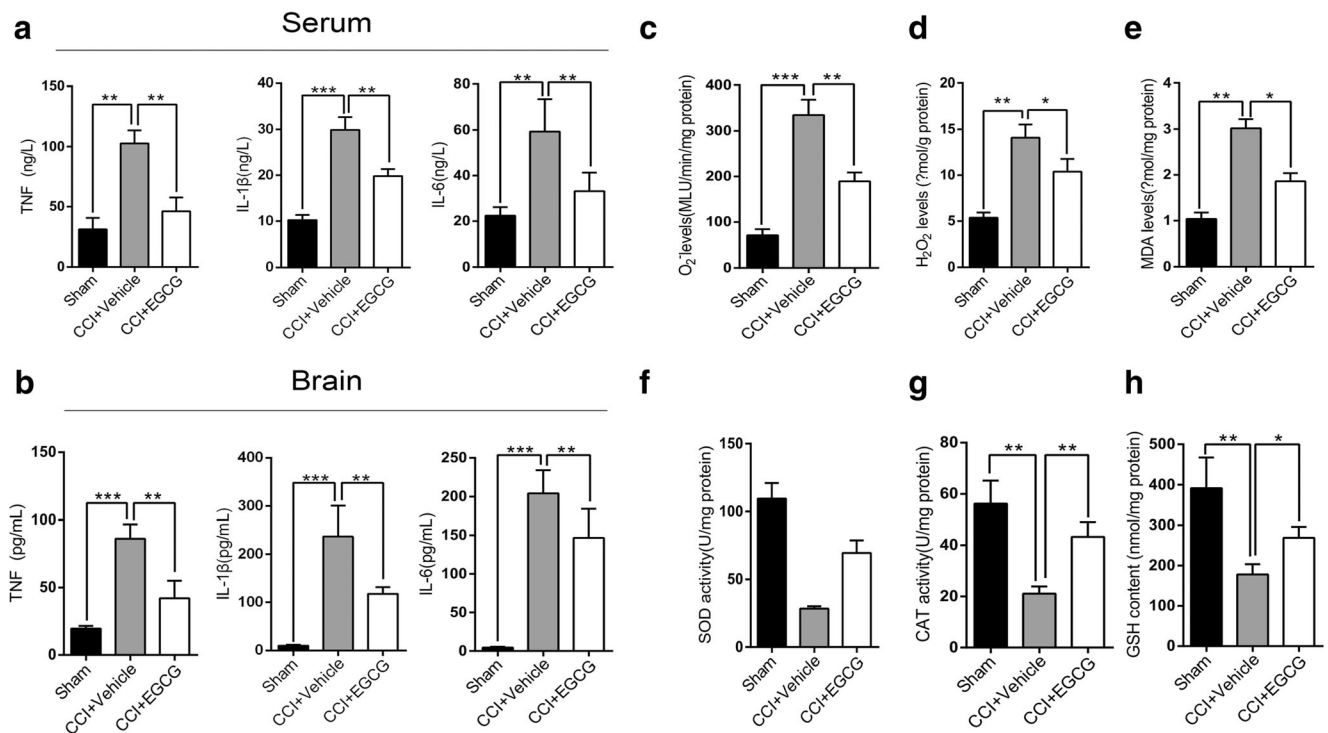 a
Serum
TNF (ng/L)
150
100
50
0
** **
Sham
CCI+Vehicle
CCI+EGCG
IL-1β(ng/L)
40
30
20
10
0
*** **
Sham
CCI+Vehicle
CCI+EGCG
IL-6(ng/L)
80
60
40
20
0
** **
Sham
CCI+Vehicle
CCI+EGCG
c
O₂⁻levels(MLU/min/mg protein)
400
300
200
100
0
*** **
Sham
CCI+Vehicle
CCI+EGCG
d
H₂O₂ levels (?mol/g protein)
20
15
10
5
0
** *
Sham
CCI+Vehicle
CCI+EGCG
e
MDA levels(?mol/mg protein)
4
3
2
1
0
** *
Sham
CCI+Vehicle
CCI+EGCG
b
Brain
TNF (pg/mL)
150
100
50
0
*** **
Sham
CCI+Vehicle
CCI+EGCG
IL-1β(pg/mL)
400
300
200
100
0
*** **
Sham
CCI+Vehicle
CCI+EGCG
IL-6(pg/mL)
250
200
150
100
50
0
*** **
Sham
CCI+Vehicle
CCI+EGCG
f
SOD activity(U/mg protein)
150
100
50
0
Sham
CCI+Vehicle
CCI+EGCG
g
CAT activity(U/mg protein)
80
60
40
20
0
** **
Sham
CCI+Vehicle
CCI+EGCG
h
GSH content (nmol/mg protein)
500
400
300
200
100
0
** *
Sham
CCI+Vehicle
CCI+EGCG